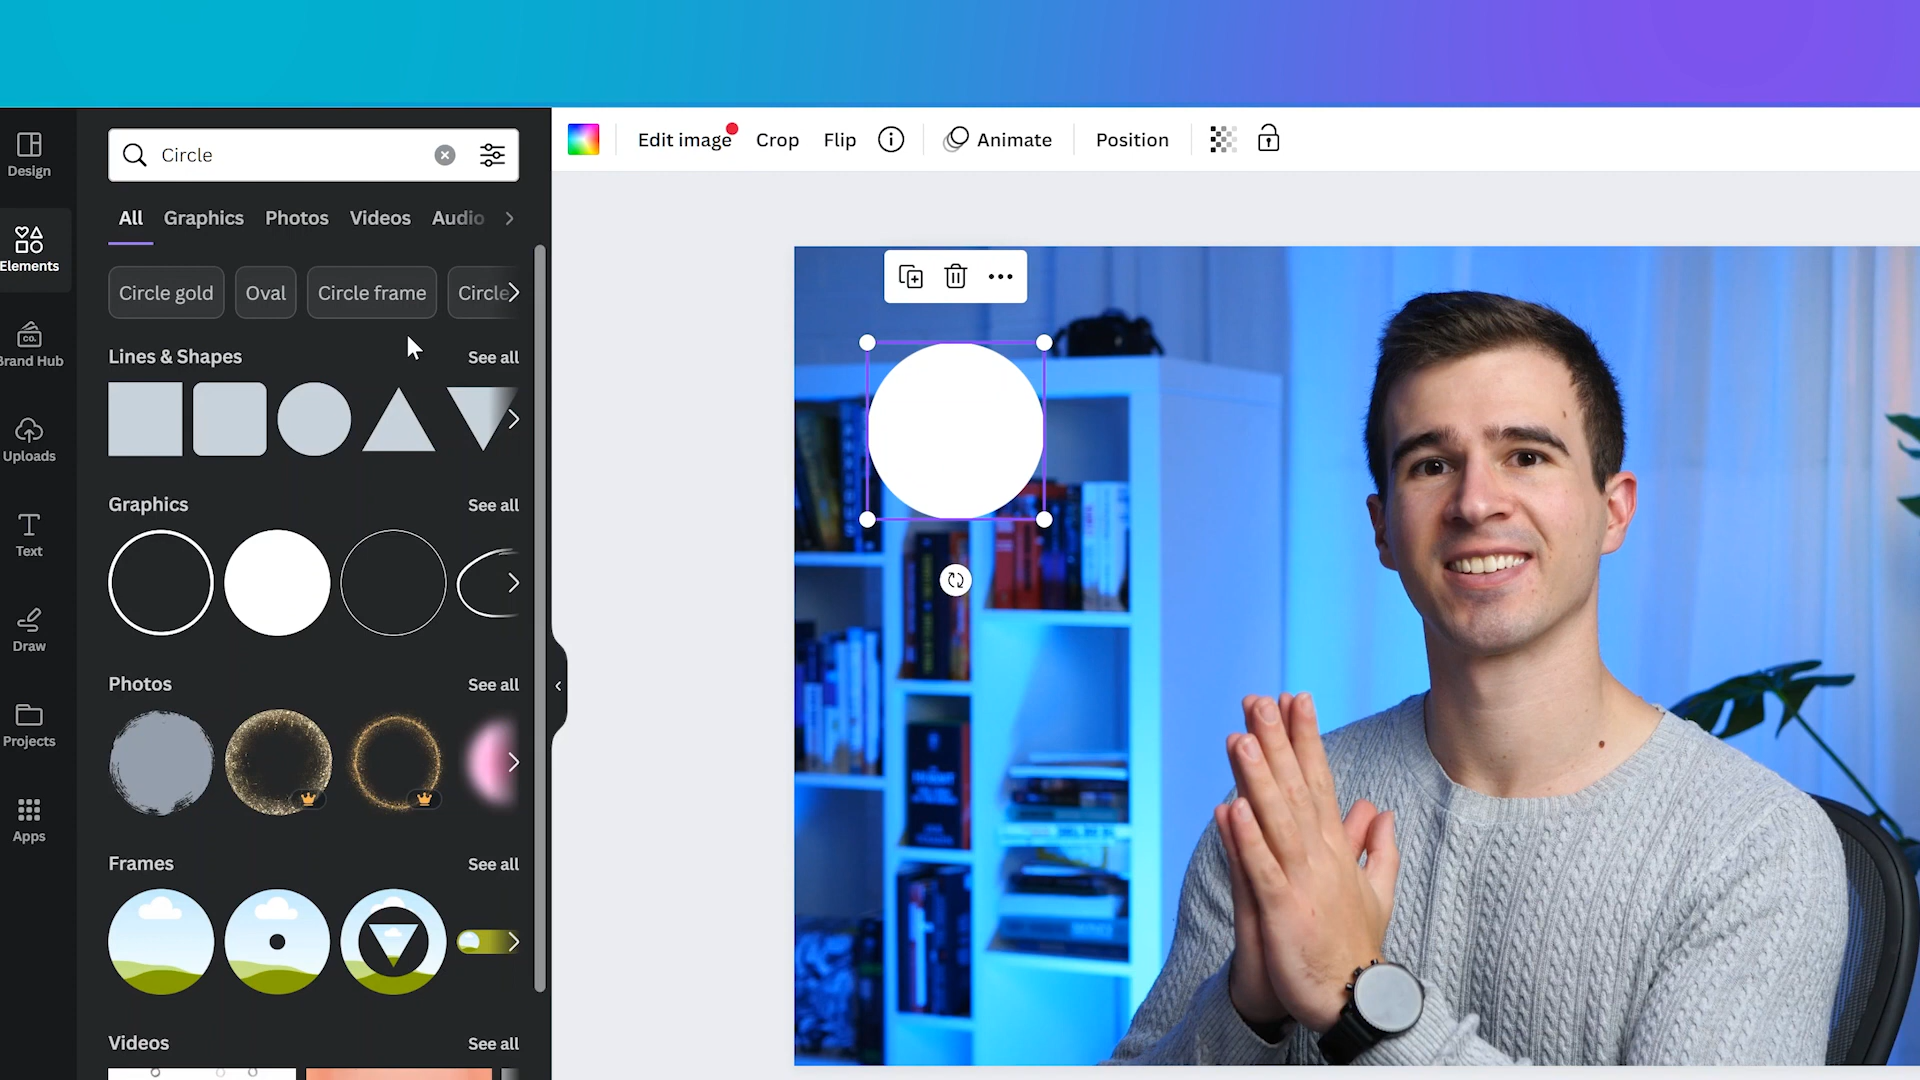 Design
Elements
Brand Hub
Uploads
Text
Draw
Projects
Apps
Circle
All Graphics Photos Videos Audio
Circle gold Oval Circle frame Circle
Lines & Shapes See all
Graphics See all
Photos See all
Frames See all
Videos See all
Edit image Crop Flip Animate Position